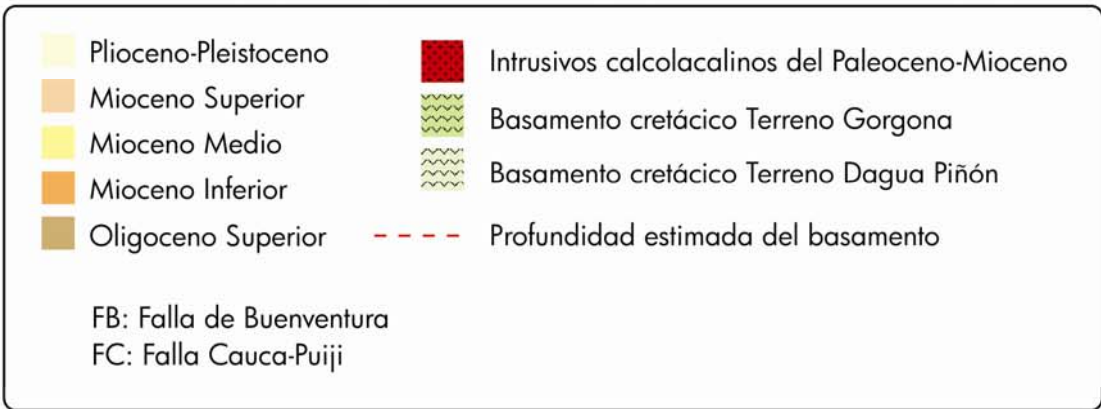 Plioceno-Pleistoceno
Mioceno Superior
Mioceno Medio
Mioceno Inferior
Oligoceno Superior
Intrusivos calcolacalinos del Paleoceno-Mioceno
Basamento cretácico Terreno Gorgona
Basamento cretácico Terreno Dagua Piñón
Profundidad estimada del basamento
FB: Falla de Buenventura
FC: Falla Cauca-Puiji